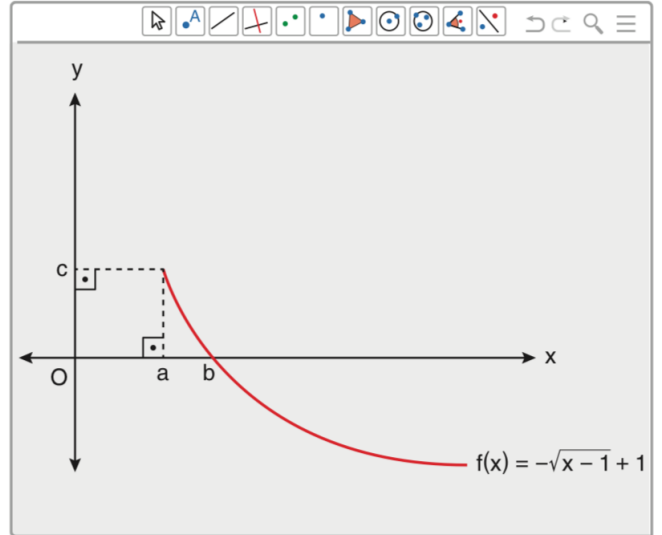 A
y
c
x
O
a
b
f(x) = −√(x − 1) + 1